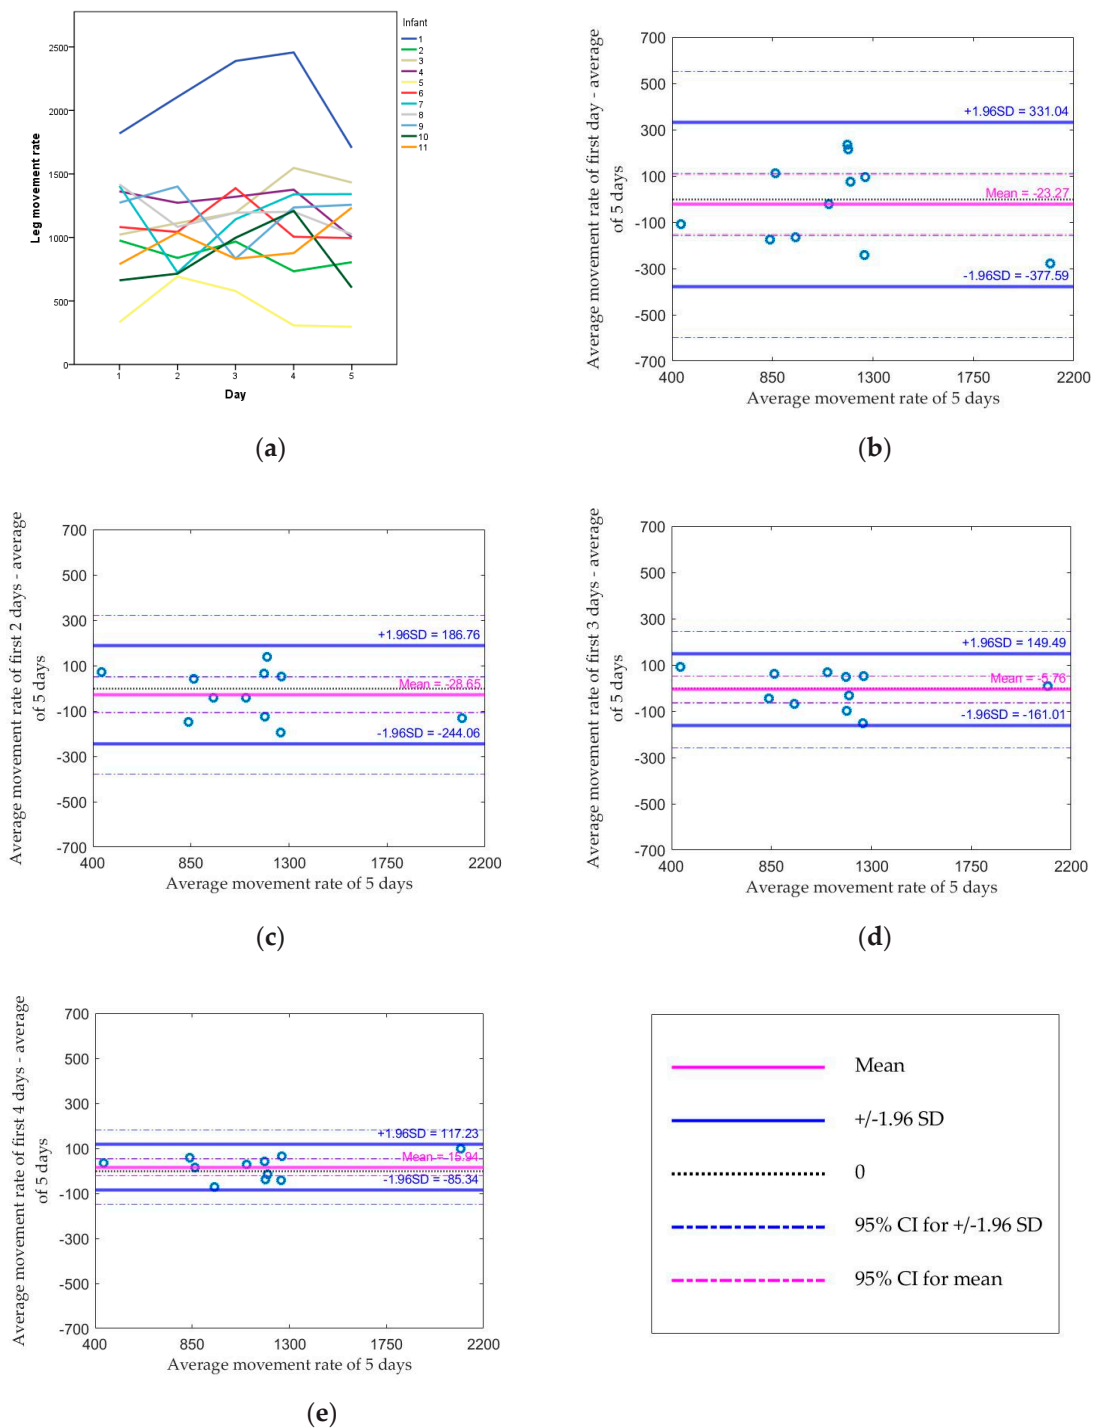 Infant
1
2
3
4
5
6
7
8
9
10
11
2500
2000
1500
1000
500
0
Leg movement rate
1 2 3 4 5
Day
(a)
700
500
300
100
-100
-300
-500
-700
Average movement rate of first day - average
of 5 days
+1.96SD = 331.04
Mean = -23.27
-1.96SD = -377.59
400 850 1300 1750 2200
Average movement rate of 5 days
(b)
700
500
300
100
-100
-300
-500
-700
Average movement rate of first 2 days - average
of 5 days
+1.96SD = 186.76
Mean = -28.65
-1.96SD = -244.06
400 850 1300 1750 2200
Average movement rate of 5 days
(c)
700
500
300
100
-100
-300
-500
-700
Average movement rate of first 3 days - average
of 5 days
+1.96SD = 149.49
Mean = -5.76
-1.96SD = -161.01
400 850 1300 1750 2200
Average movement rate of 5 days
(d)
700
500
300
100
-100
-300
-500
-700
Average movement rate of first 4 days - average
of 5 days
+1.96SD = 117.23
Mean = 15.94
-1.96SD = -85.34
400 850 1300 1750 2200
Average movement rate of 5 days
(e)
Mean
+/-1.96 SD
0
95% CI for +/-1.96 SD
95% CI for mean